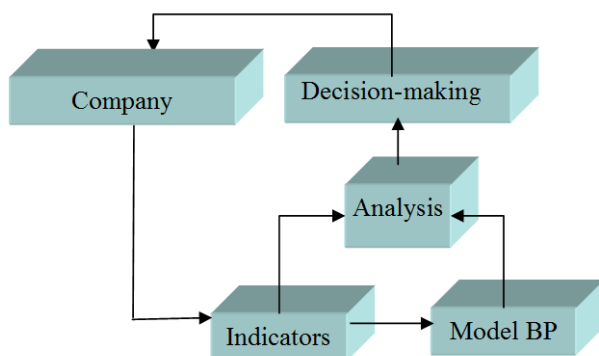 Company
Decision-making
Analysis
Indicators
Model BP